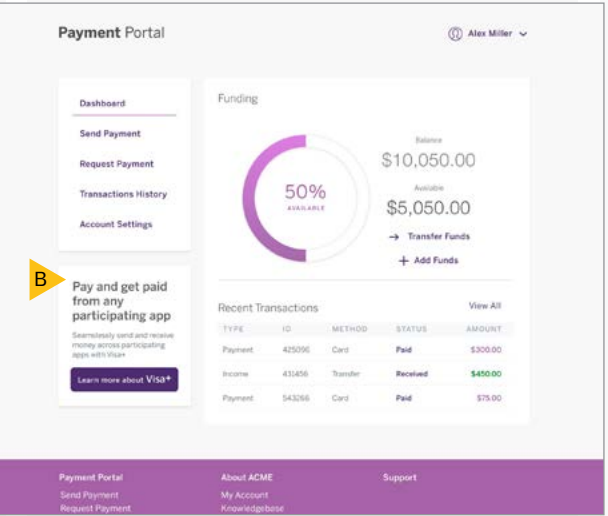 Payment Portal
Alex Miller
Dashboard
Send Payment
Request Payment
Transactions History
Account Settings
B
Pay and get paid
from any
participating app
Seamlessly send and receive
money across participating
apps with Visa+
Learn more about Visa+
Funding
50%
AVAILABLE
Balance
$10,050.00
Available
$5,050.00
→ Transfer Funds
+ Add Funds
Recent Transactions View All
TYPE ID METHOD STATUS AMOUNT
Payment 425096 Card Paid $300.00
Income 431456 Transfer Received $450.00
Payment 543266 Card Paid $75.00
Payment Portal About ACME Support
Send Payment My Account
Request Payment Knowledgebase